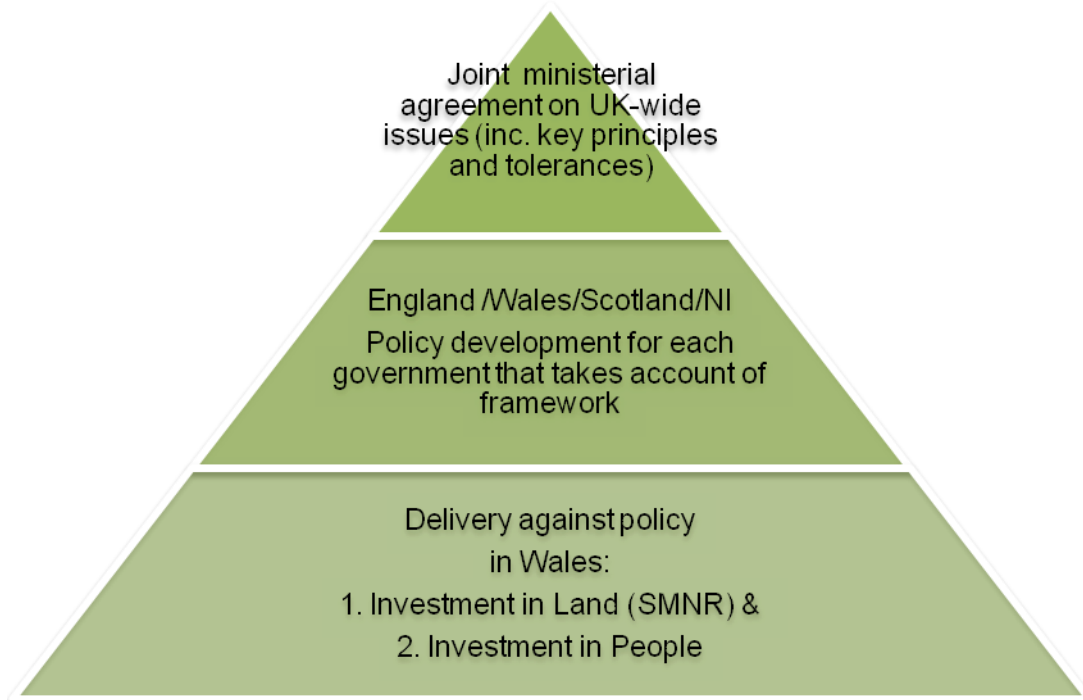 Joint ministerial
agreement on UK-wide
issues (inc. key principles
and tolerances)
England /Wales/Scotland/NI
Policy development for each
government that takes account of
framework
Delivery against policy
in Wales:
1. Investment in Land (SMNR) &
2. Investment in People